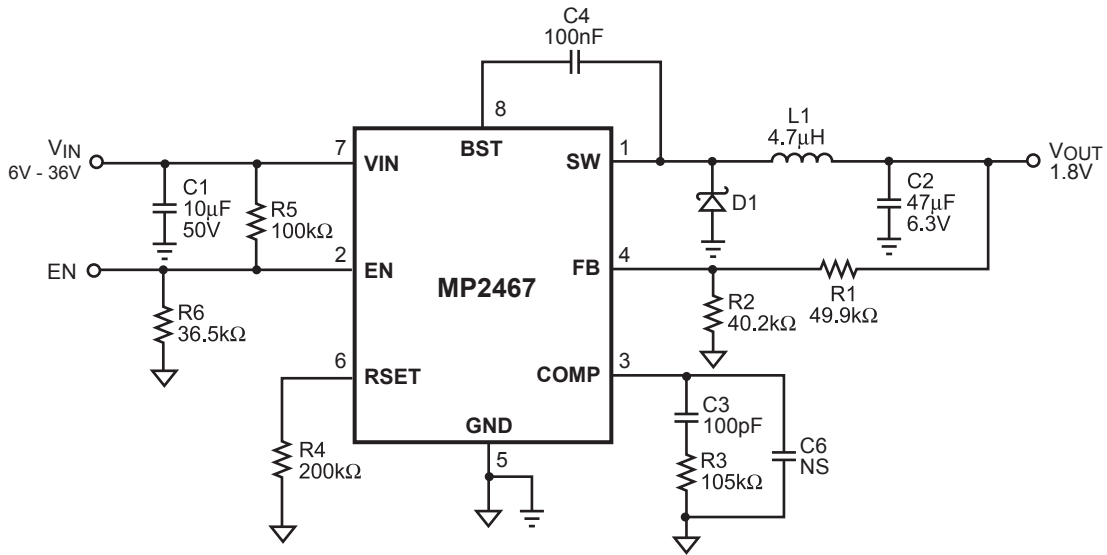 C4
100nF
8
BST
VIN
6V - 36V
7
VIN
C1
10μF
50V
R5
100kΩ
SW
1
L1
4.7μH
VOUT
1.8V
D1
C2
47μF
6.3V
EN
2
EN
MP2467
FB
4
R2
40.2kΩ
R1
49.9kΩ
R6
36.5kΩ
6
RSET
COMP
3
GND
5
R4
200kΩ
C3
100pF
R3
105kΩ
C6
NS